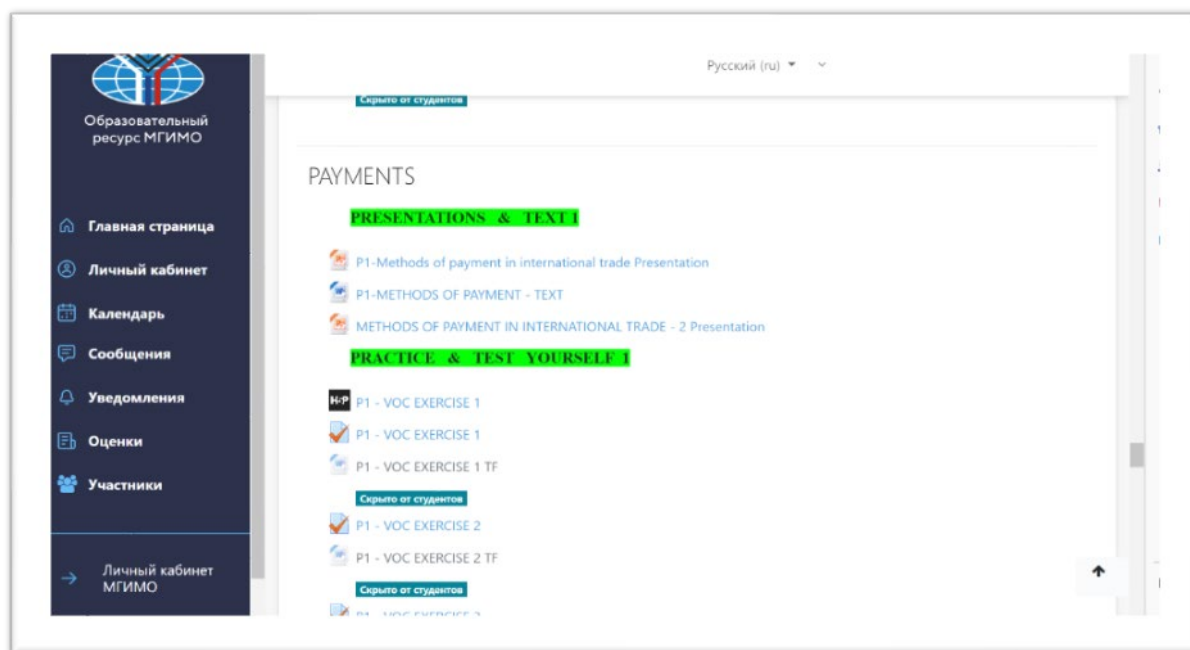 Образовательный
ресурс МГИМО
Главная страница
Личный кабинет
Календарь
Сообщения
Уведомления
Оценки
Участники
Личный кабинет
МГИМО
Русский (ru)
Скрыто от студентов
PAYMENTS
PRESENTATIONS & TEXT 1
P1-Methods of payment in international trade Presentation
P1-METHODS OF PAYMENT - TEXT
METHODS OF PAYMENT IN INTERNATIONAL TRADE - 2 Presentation
PRACTICE & TEST YOURSELF 1
H-P P1 - VOC EXERCISE 1
P1 - VOC EXERCISE 1
P1 - VOC EXERCISE 1 TF
Скрыто от студентов
P1 - VOC EXERCISE 2
P1 - VOC EXERCISE 2 TF
Скрыто от студентов
P1 - VOC EXERCISE 3